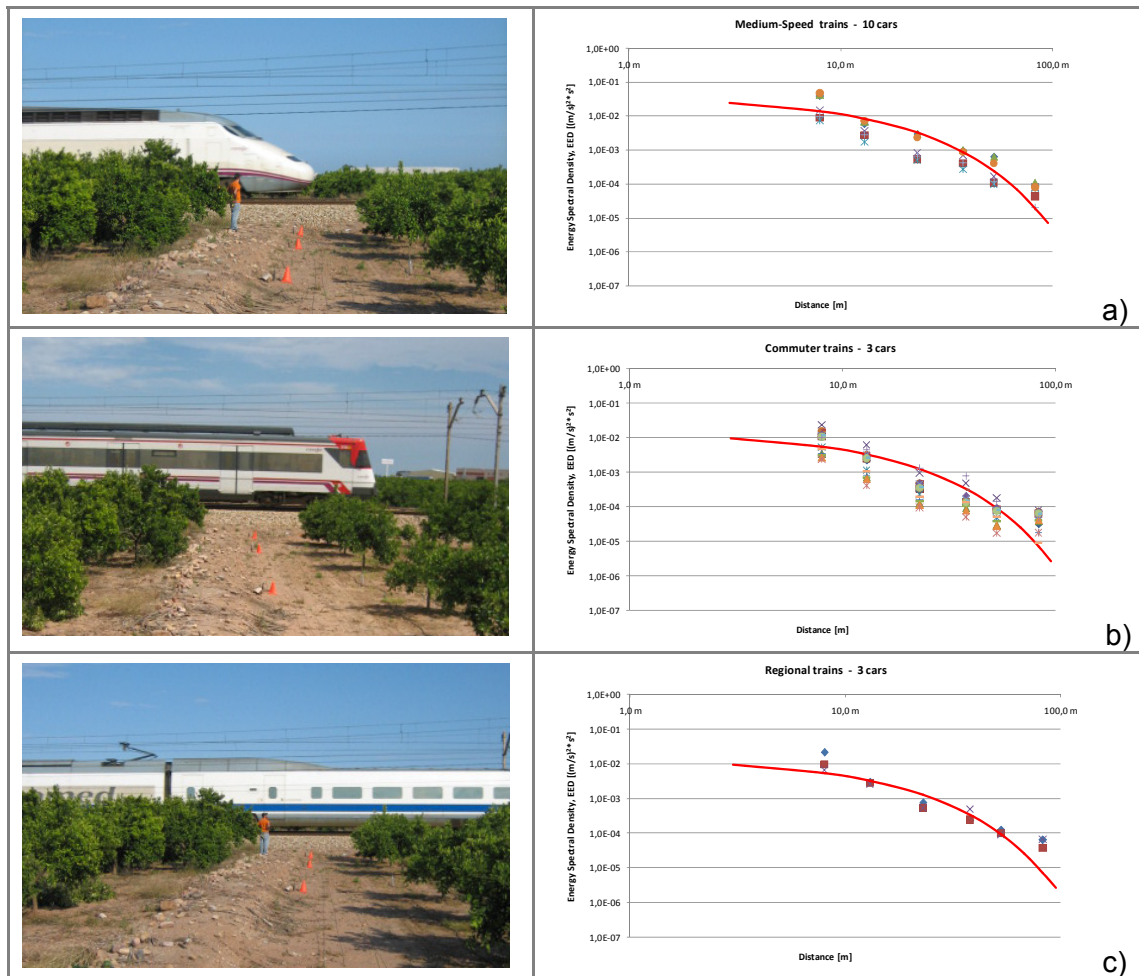 Medium-Speed trains - 10 cars
1,0E+00
1,0 m 10,0 m 100,0 m
1,0E-01
1,0E-02
1,0E-03
1,0E-04
1,0E-05
1,0E-06
1,0E-07
Energy Spectral Density, EED [(m/s)²* s²]
Distance [m]
a)
Commuter trains - 3 cars
1,0E+00
1,0 m 10,0 m 100,0 m
1,0E-01
1,0E-02
1,0E-03
1,0E-04
1,0E-05
1,0E-06
1,0E-07
Energy Spectral Density, EED [(m/s)²* s²]
Distance [m]
b)
Regional trains - 3 cars
1,0E+00
1,0 m 10,0 m 100,0 m
1,0E-01
1,0E-02
1,0E-03
1,0E-04
1,0E-05
1,0E-06
1,0E-07
Energy Spectral Density, EED [(m/s)²* s²]
Distance [m]
c)